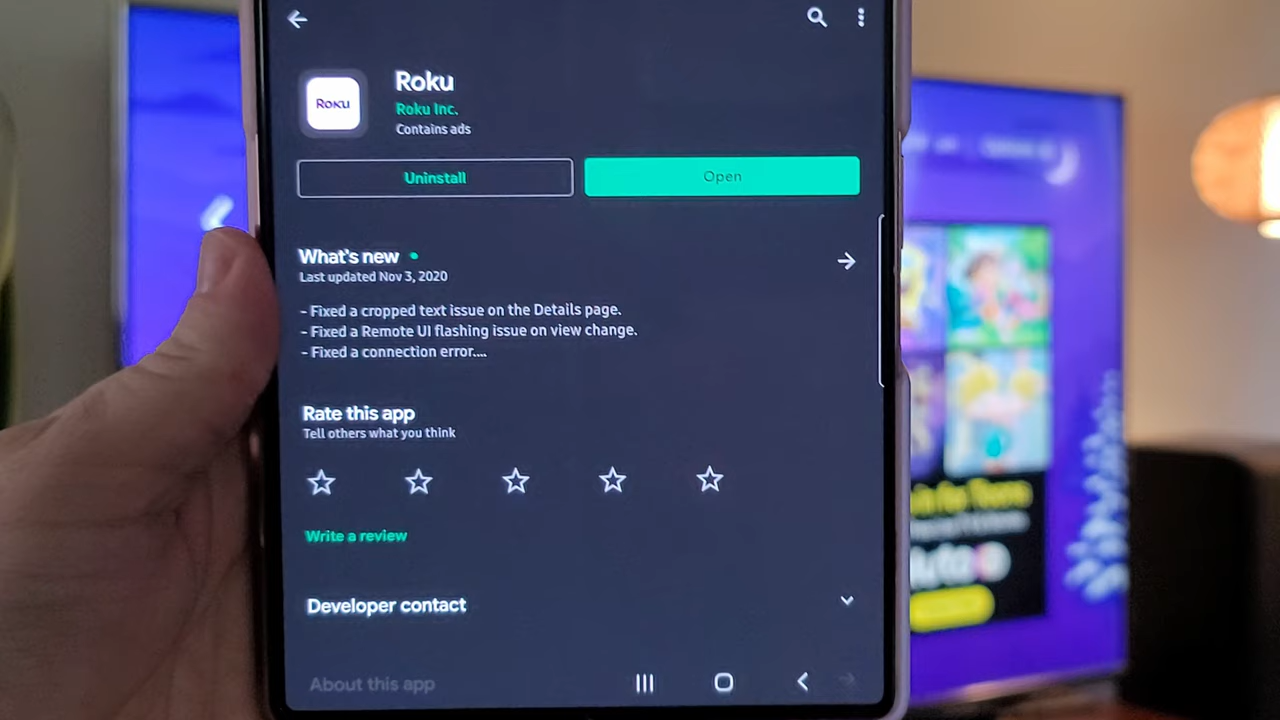 Roku
Roku
Roku Inc.
Contains ads
Uninstall
Open
What's new
Last updated Nov 3, 2020
- Fixed a cropped text issue on the Details page.
- Fixed a Remote UI flashing issue on view change.
- Fixed a connection error....
Rate this app
Tell others what you think
Write a review
Developer contact
About this app